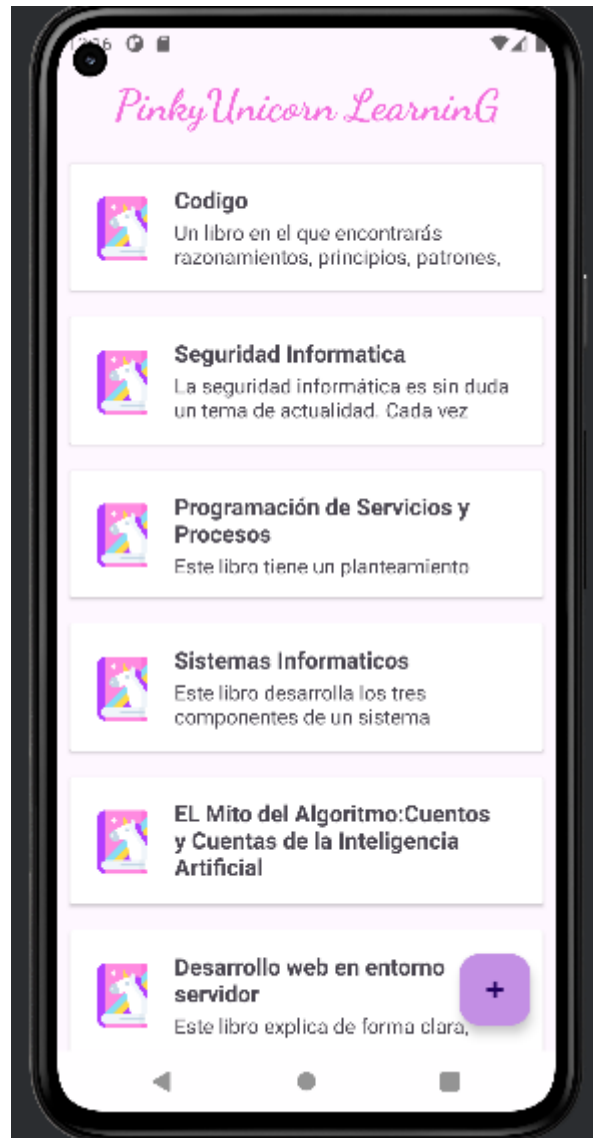 PinkyUnicorn LearninG
Codigo
Un libro en el que encontrarás
razonamientos, principios, patrones,
Seguridad Informatica
La seguridad informática es sin duda
un tema de actualidad. Cada vez
Programación de Servicios y
Procesos
Este libro tiene un planteamiento
Sistemas Informaticos
Este libro desarrolla los tres
componentes de un sistema
EL Mito del Algoritmo:Cuentos
y Cuentas de la Inteligencia
Artificial
Desarrollo web en entorno
servidor
Este libro explica de forma clara,
+